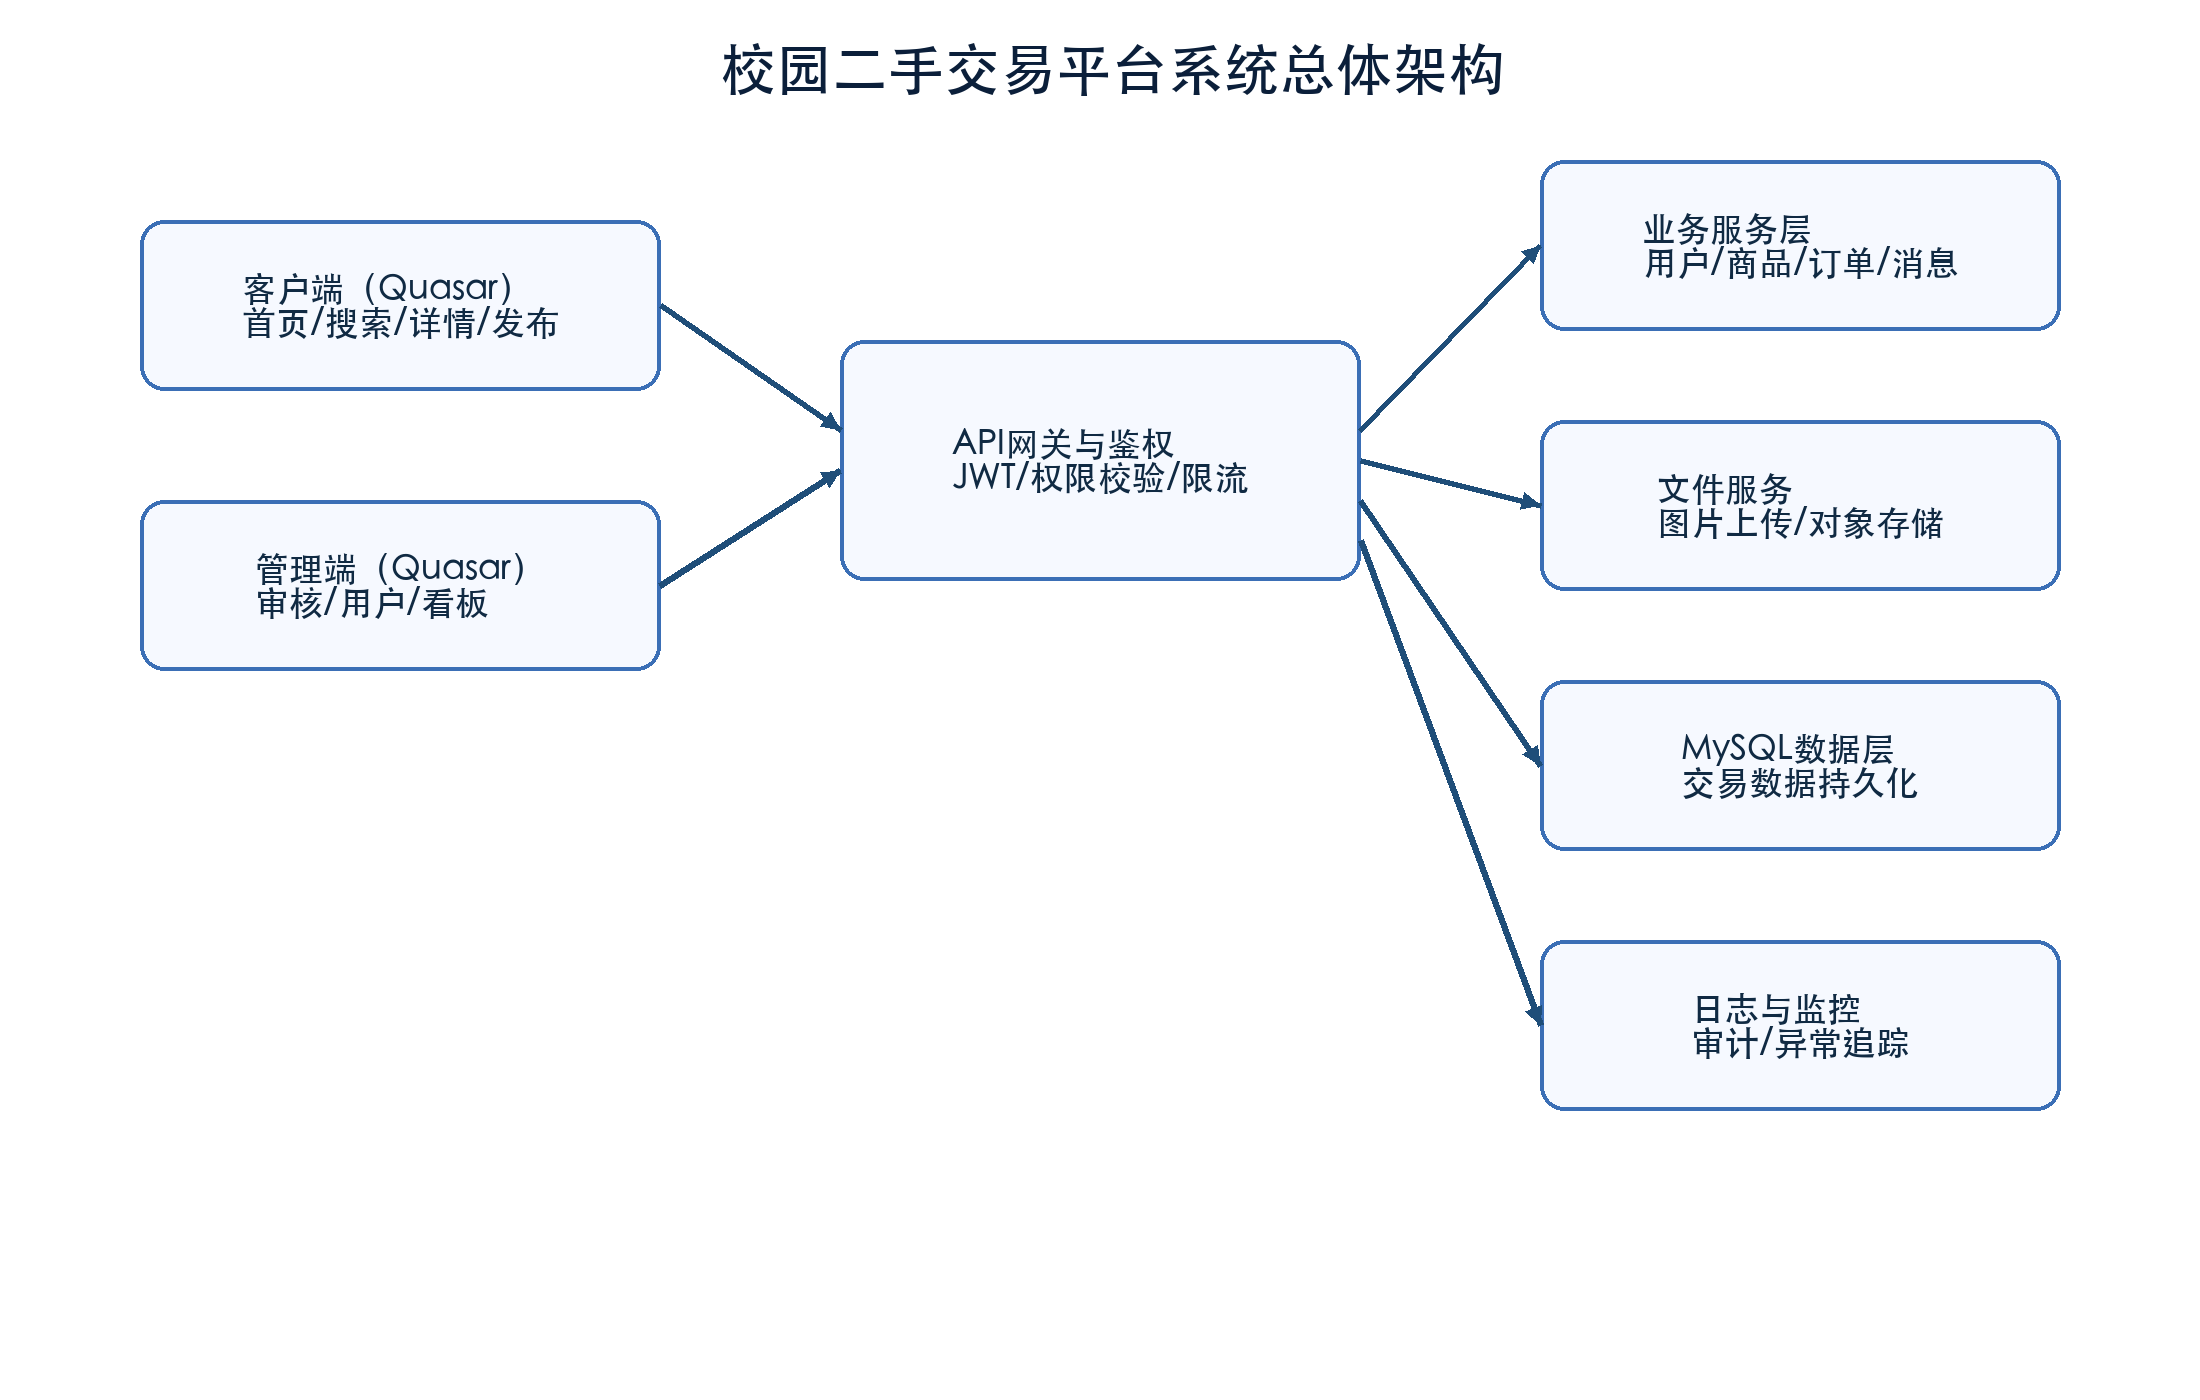 校园二手交易平台系统总体架构
客户端（Quasar）
首页/搜索/详情/发布
管理端（Quasar）
审核/用户/看板
API网关与鉴权
JWT/权限校验/限流
业务服务层
用户/商品/订单/消息
文件服务
图片上传/对象存储
MySQL数据层
交易数据持久化
日志与监控
审计/异常追踪